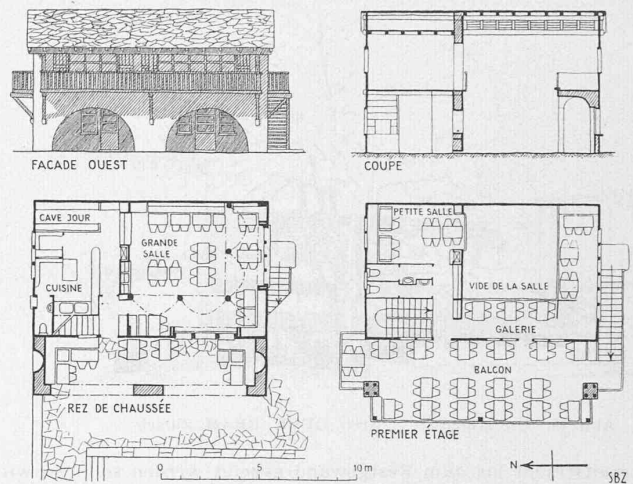 FACADE OUEST
COUPE
CAVE JOUR
GRANDE
SALLE
CUISINE
REZ DE CHAUSSÉE
PETITE SALLE
VIDE DE LA SALLE
GALERIE
BALCON
PREMIER ÉTAGE
0 5 10 m
N
SBZ